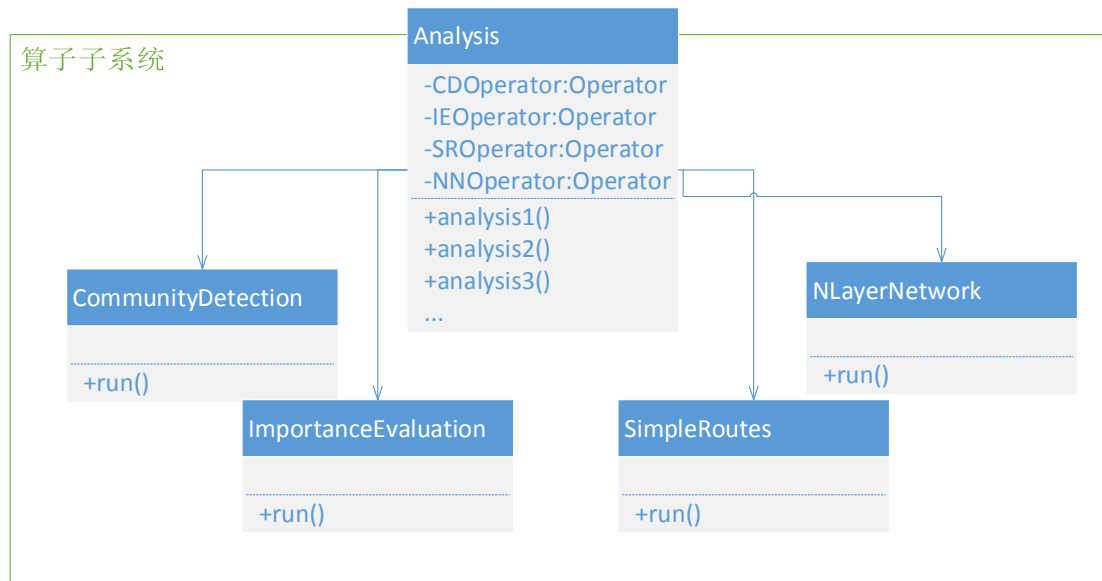 算子子系统
Analysis
-CDOperator:Operator
-IEOperator:Operator
-SROperator:Operator
-NNOperator:Operator
+analysis1()
+analysis2()
+analysis3()
...
CommunityDetection
+run()
ImportanceEvaluation
+run()
SimpleRoutes
+run()
NLayerNetwork
+run()